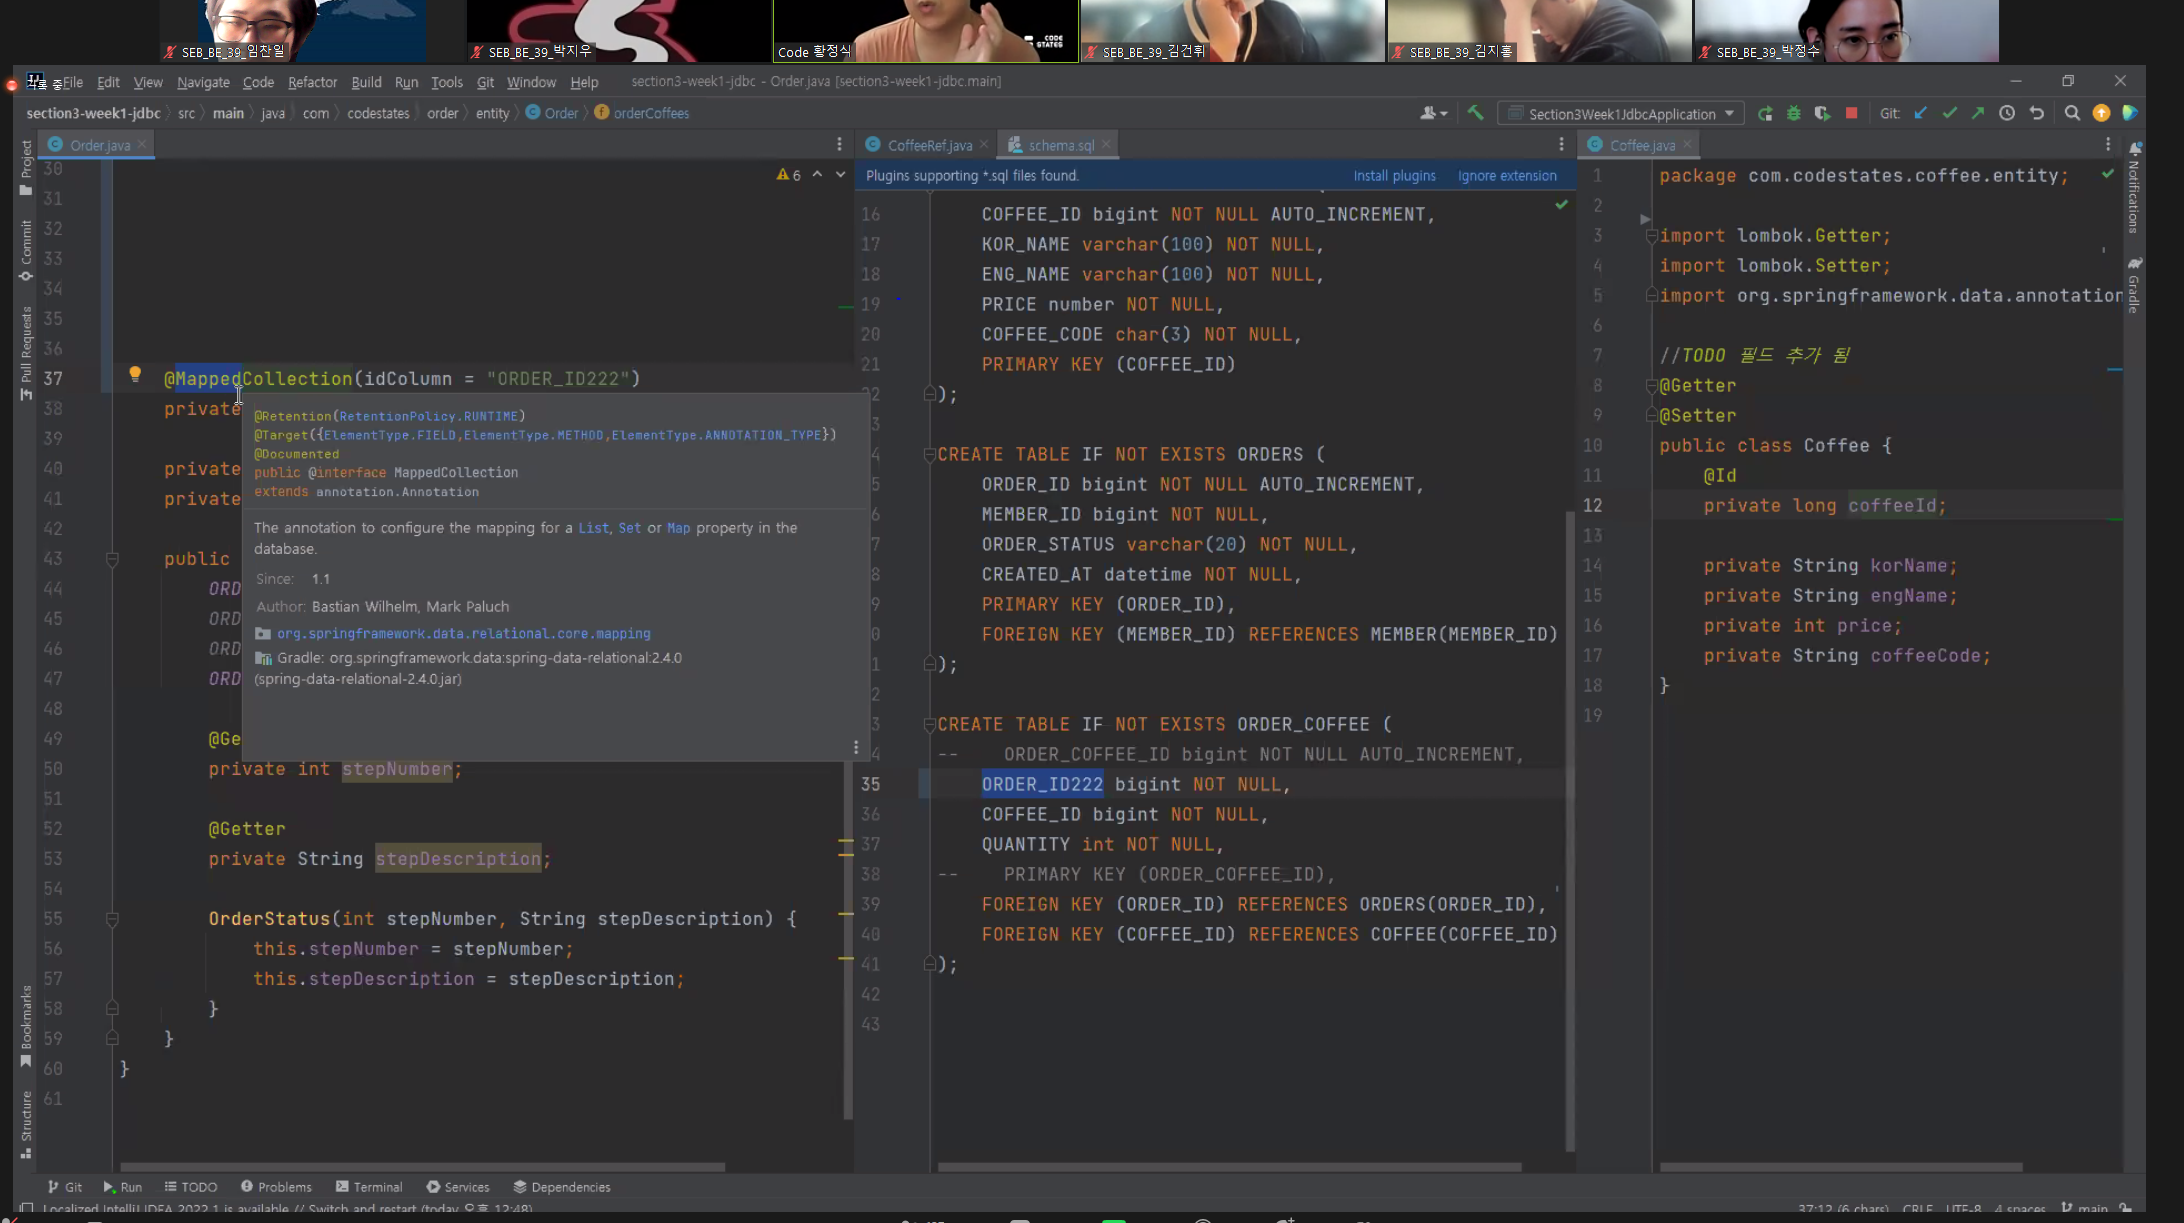 SEB_BE_39_임찬일
SEB_BE_39_박지우
Code 황정식
CODE
STATES
SEB_BE_39_김건휘
SEB_BE_39_김지홍
SEB_BE_39_박정수
File Edit View Navigate Code Refactor Build Run Tools Git Window Help
section3-week1-jdbc - Order.java [section3-week1-jdbc.main]
section3-week1-jdbc src main java com codestates order entity Order orderCoffees
Section3Week1JdbcApplication
Git:
Order.java
CoffeeRef.java
schema.sql
Coffee.java
Project
Commit
Pull Requests
Bookmarks
Structure
Notifications
Gradle
6
30
31
32
33
34
35
36
37 @MappedCollection(idColumn = "ORDER_ID222")
38 private
39
40 private
41 private
42
43 public
44 ORD
45 ORD
46 ORD
47 ORD
48
49 @Ge
50 private int stepNumber;
51
52 @Getter
53 private String stepDescription;
54
55 OrderStatus(int stepNumber, String stepDescription) {
56 this.stepNumber = stepNumber;
57 this.stepDescription = stepDescription;
58 }
59 }
60 }
61
@Retention(RetentionPolicy.RUNTIME)
@Target({ElementType.FIELD,ElementType.METHOD,ElementType.ANNOTATION_TYPE})
@Documented
public @interface MappedCollection
extends annotation.Annotation
The annotation to configure the mapping for a List, Set or Map property in the
database.
Since: 1.1
Author: Bastian Wilhelm, Mark Paluch
org.springframework.data.relational.core.mapping
Gradle: org.springframework.data:spring-data-relational:2.4.0
(spring-data-relational-2.4.0.jar)
Plugins supporting *.sql files found. Install plugins Ignore extension
16 COFFEE_ID bigint NOT NULL AUTO_INCREMENT,
17 KOR_NAME varchar(100) NOT NULL,
18 ENG_NAME varchar(100) NOT NULL,
19 PRICE number NOT NULL,
20 COFFEE_CODE char(3) NOT NULL,
21 PRIMARY KEY (COFFEE_ID)
22 );
3
4 CREATE TABLE IF NOT EXISTS ORDERS (
5 ORDER_ID bigint NOT NULL AUTO_INCREMENT,
6 MEMBER_ID bigint NOT NULL,
7 ORDER_STATUS varchar(20) NOT NULL,
8 CREATED_AT datetime NOT NULL,
9 PRIMARY KEY (ORDER_ID),
0 FOREIGN KEY (MEMBER_ID) REFERENCES MEMBER(MEMBER_ID)
1 );
2
3 CREATE TABLE IF NOT EXISTS ORDER_COFFEE (
4 -- ORDER_COFFEE_ID bigint NOT NULL AUTO_INCREMENT,
35 ORDER_ID222 bigint NOT NULL,
36 COFFEE_ID bigint NOT NULL,
37 QUANTITY int NOT NULL,
38 -- PRIMARY KEY (ORDER_COFFEE_ID),
39 FOREIGN KEY (ORDER_ID) REFERENCES ORDERS(ORDER_ID),
40 FOREIGN KEY (COFFEE_ID) REFERENCES COFFEE(COFFEE_ID)
41 );
42
43
1 package com.codestates.coffee.entity;
2
3 import lombok.Getter;
4 import lombok.Setter;
5 import org.springframework.data.annotation
6
7 //TODO 필드 추가 됨
8 @Getter
9 @Setter
10 public class Coffee {
11 @Id
12 private long coffeeId;
13
14 private String korName;
15 private String engName;
16 private int price;
17 private String coffeeCode;
18 }
19
Git Run TODO Problems Terminal Services Dependencies
Localized IntelliJ IDEA 2022.1 is available // Switch and restart (today 오후 12:48)
37:12 (6 chars) CRLF UTF-8 4 spaces main